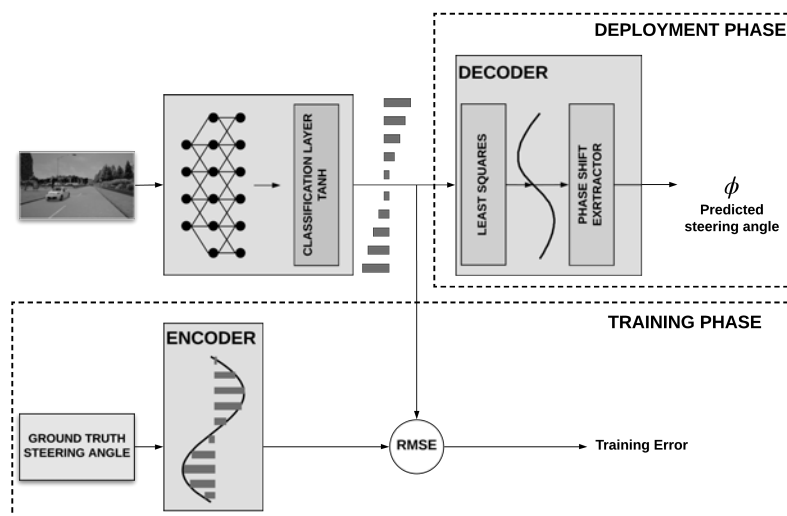 DEPLOYMENT PHASE
DECODER
CLASSIFICATION LAYER
TANH
LEAST SQUARES
PHASE SHIFT
EXRTRACTOR
ϕ
Predicted
steering angle
TRAINING PHASE
ENCODER
GROUND TRUTH
STEERING ANGLE
RMSE
Training Error